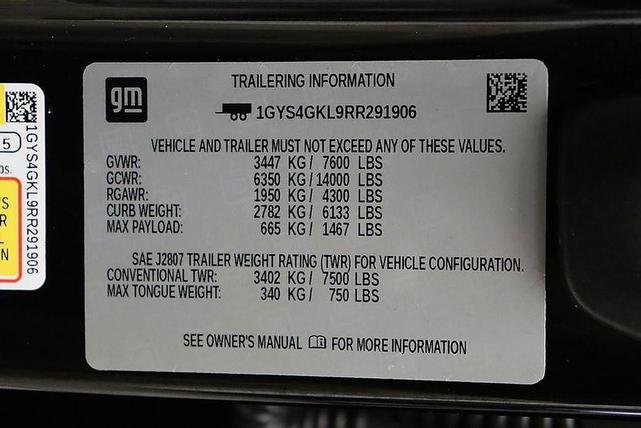 gm
TRAILERING INFORMATION
1GYS4GKL9RR291906
VEHICLE AND TRAILER MUST NOT EXCEED ANY OF THESE VALUES.
GVWR: 3447 KG / 7600 LBS
GCWR: 6350 KG / 14000 LBS
RGAWR: 1950 KG / 4300 LBS
CURB WEIGHT: 2782 KG / 6133 LBS
MAX PAYLOAD: 665 KG / 1467 LBS
SAE J2807 TRAILER WEIGHT RATING (TWR) FOR VEHICLE CONFIGURATION.
CONVENTIONAL TWR: 3402 KG / 7500 LBS
MAX TONGUE WEIGHT: 340 KG / 750 LBS
SEE OWNER'S MANUAL FOR MORE INFORMATION
1GYS4GKL9RR291906
5